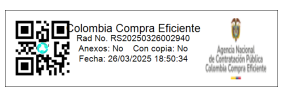 Colombia Compra Eficiente
Rad No. RS20250326002940
Anexos: No Con copia: No
Fecha: 26/03/2025 18:50:34
Agencia Nacional
de Contratación Pública
Colombia Compra Eficiente